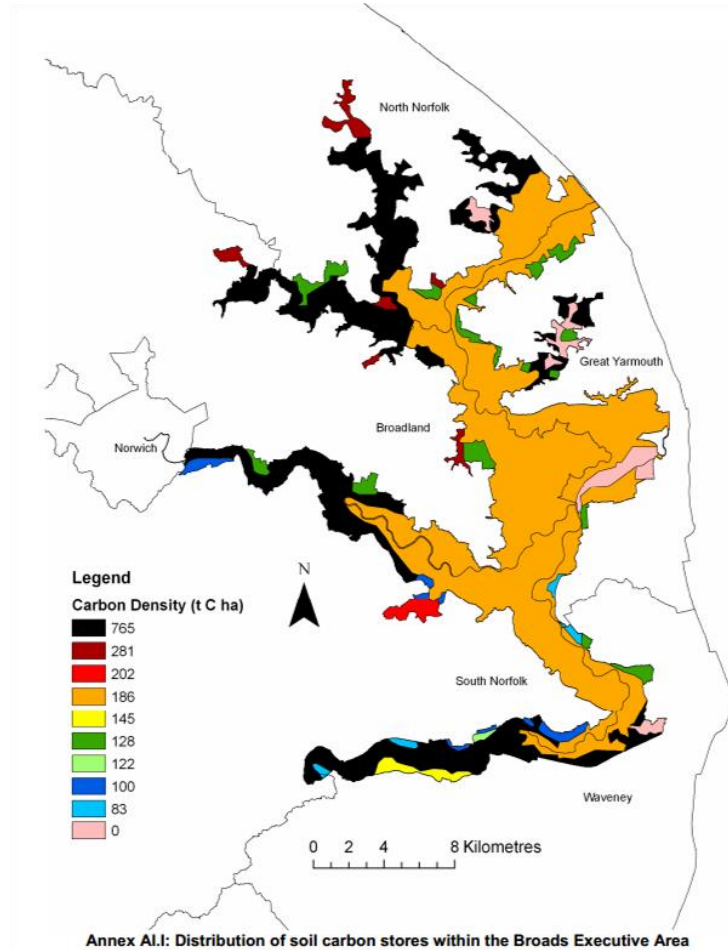 North Norfolk
Great Yarmouth
Broadland
Norwich
N
Legend
Carbon Density (t C ha)
765
281
202
186
145
128
122
100
83
0
South Norfolk
Waveney
0 2 4 8 Kilometres
Annex AI.I: Distribution of soil carbon stores within the Broads Executive Area